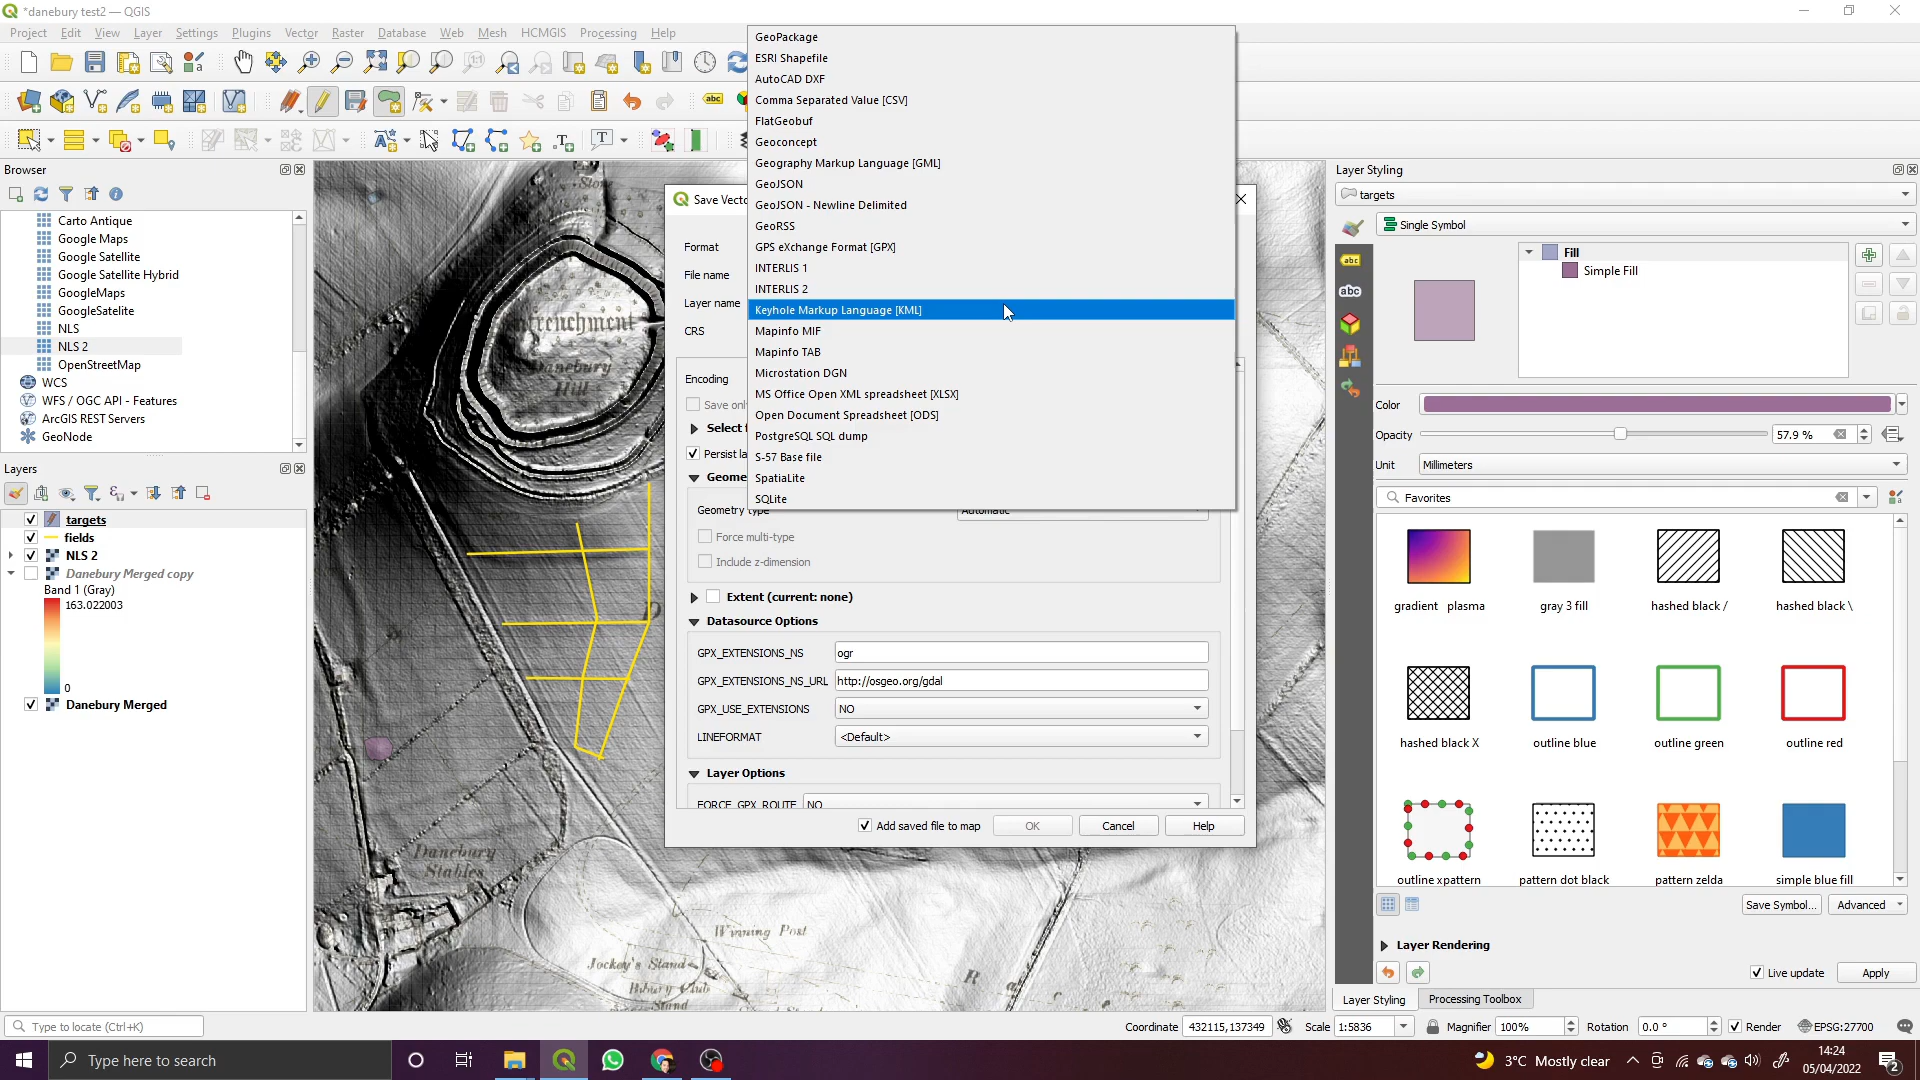 *danebury test2 — QGIS
Project Edit View Layer Settings Plugins Vector Raster Database Web Mesh HCMGIS Processing Help
Browser
Carto Antique
Google Maps
Google Satellite
Google Satellite Hybrid
GoogleMaps
GoogleSatelite
NLS
NLS 2
OpenStreetMap
WCS
WFS / OGC API - Features
ArcGIS REST Servers
GeoNode
Layers
targets
fields
NLS 2
Danebury Merged copy
Band 1 (Gray)
163.022003
0
Danebury Merged
Danebury
Hill
Danebury
Stables
Winning Post
Jockey's Stand
Bibury Club
Stand
GeoPackage
ESRI Shapefile
AutoCAD DXF
Comma Separated Value [CSV]
FlatGeobuf
Geoconcept
Geography Markup Language [GML]
GeoJSON
GeoJSON - Newline Delimited
GeoRSS
GPS eXchange Format [GPX]
INTERLIS 1
INTERLIS 2
Keyhole Markup Language [KML]
Mapinfo MIF
Mapinfo TAB
Microstation DGN
MS Office Open XML spreadsheet [XLSX]
Open Document Spreadsheet [ODS]
PostgreSQL SQL dump
S-57 Base file
SpatiaLite
SQLite
Save Vecto
Format
File name
Layer name
CRS
Encoding
Save onl
Select f
Persist la
Geome
Geometry type Automatic
Force multi-type
Include z-dimension
Extent (current: none)
Datasource Options
GPX_EXTENSIONS_NS ogr
GPX_EXTENSIONS_NS_URL http://osgeo.org/gdal
GPX_USE_EXTENSIONS NO
LINEFORMAT <Default>
Layer Options
FORCE_GPX_ROUTE NO
Add saved file to map OK Cancel Help
Layer Styling
targets
Single Symbol
Fill
Simple Fill
Color
Opacity 57.9 %
Unit Millimeters
Favorites
gradient plasma gray 3 fill hashed black / hashed black \
hashed black X outline blue outline green outline red
outline xpattern pattern dot black pattern zelda simple blue fill
Save Symbol... Advanced
Layer Rendering
Live update Apply
Layer Styling Processing Toolbox
Type to locate (Ctrl+K)
Coordinate 432115,137349 Scale 1:5836 Magnifier 100% Rotation 0.0 ° Render EPSG:27700
Type here to search
3°C Mostly clear
14:24
05/04/2022
2